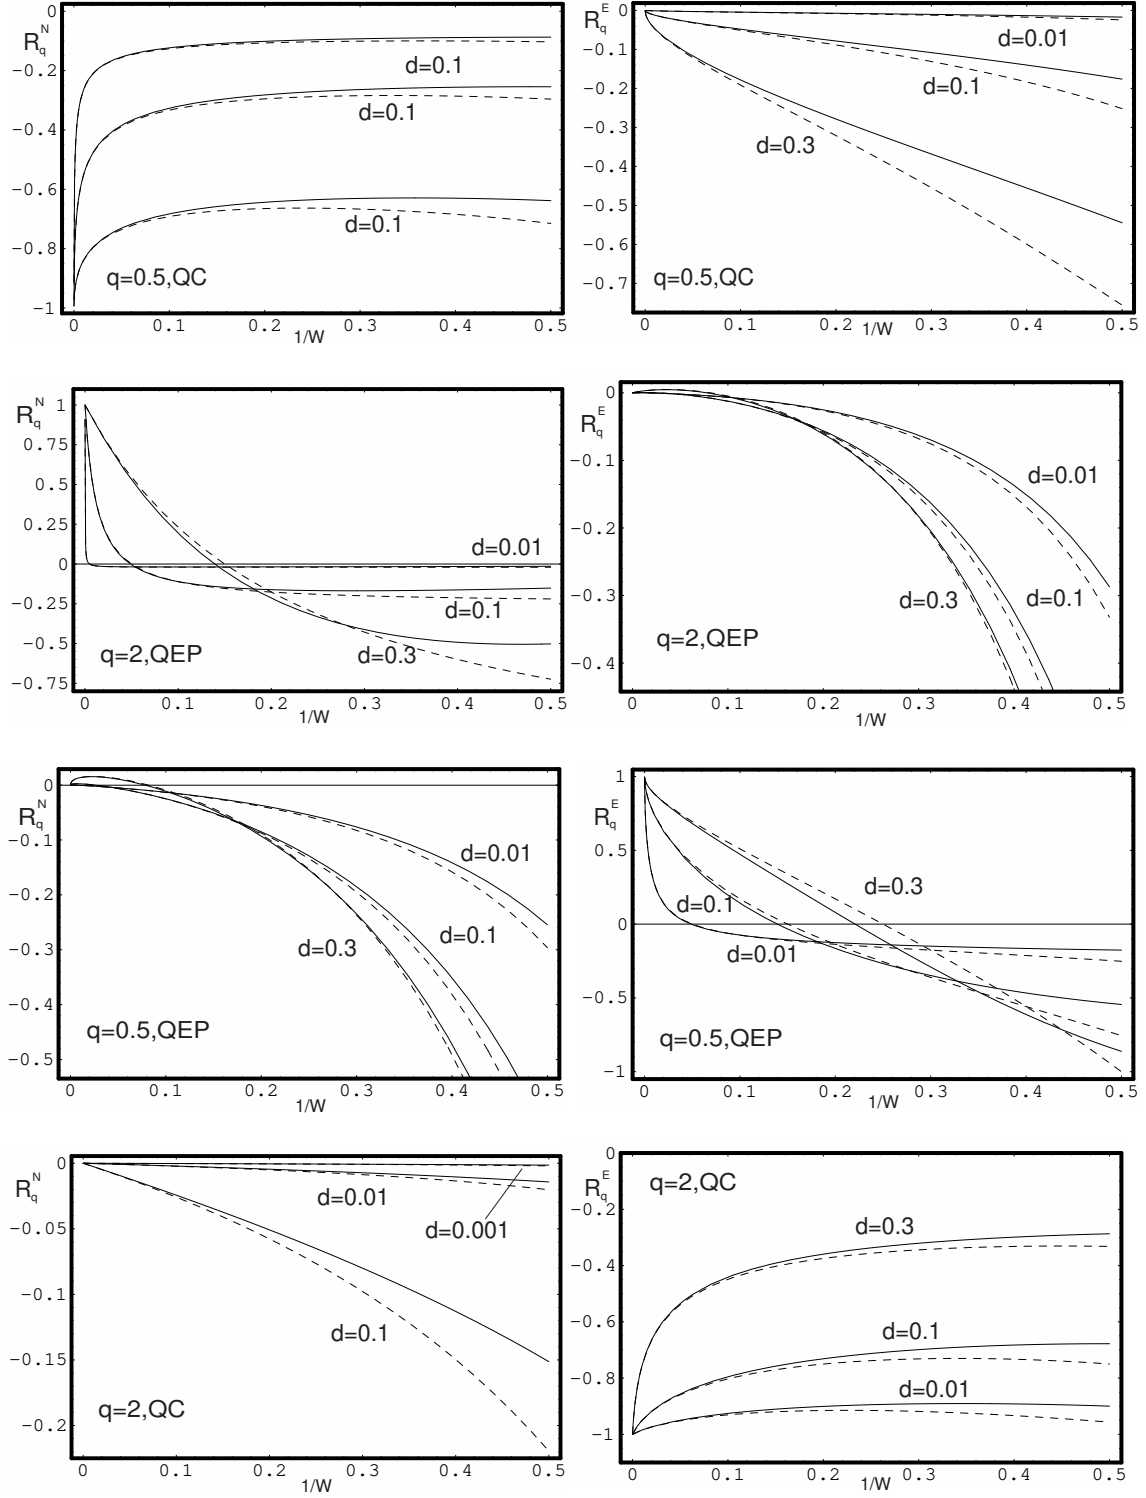 R_q^N
0
−0.2
−0.4
−0.6
−0.8
−1
d=0.1
d=0.1
d=0.1
q=0.5,QC
0 0.1 0.2 0.3 0.4 0.5
1/W
R_q^E
0
−0.1
−0.2
−0.3
−0.4
−0.5
−0.6
−0.7
d=0.01
d=0.1
d=0.3
q=0.5,QC
0 0.1 0.2 0.3 0.4 0.5
1/W
R_q^N
1
0.75
0.5
0.25
0
−0.25
−0.5
−0.75
d=0.01
d=0.1
d=0.3
q=2,QEP
0 0.1 0.2 0.3 0.4 0.5
1/W
R_q^E
0
−0.1
−0.2
−0.3
−0.4
d=0.01
d=0.3
d=0.1
q=2,QEP
0 0.1 0.2 0.3 0.4 0.5
1/W
R_q^N
0
−0.1
−0.2
−0.3
−0.4
−0.5
d=0.01
d=0.1
d=0.3
q=0.5,QEP
0 0.1 0.2 0.3 0.4 0.5
1/W
R_q^E
1
0.5
0
−0.5
−1
d=0.3
d=0.1
d=0.01
q=0.5,QEP
0 0.1 0.2 0.3 0.4 0.5
1/W
R_q^N
0
−0.05
−0.1
−0.15
−0.2
d=0.01
d=0.001
d=0.1
q=2,QC
0 0.1 0.2 0.3 0.4 0.5
1/W
R_q^E
0
−0.2
−0.4
−0.6
−0.8
−1
q=2,QC
d=0.3
d=0.1
d=0.01
0 0.1 0.2 0.3 0.4 0.5
1/W